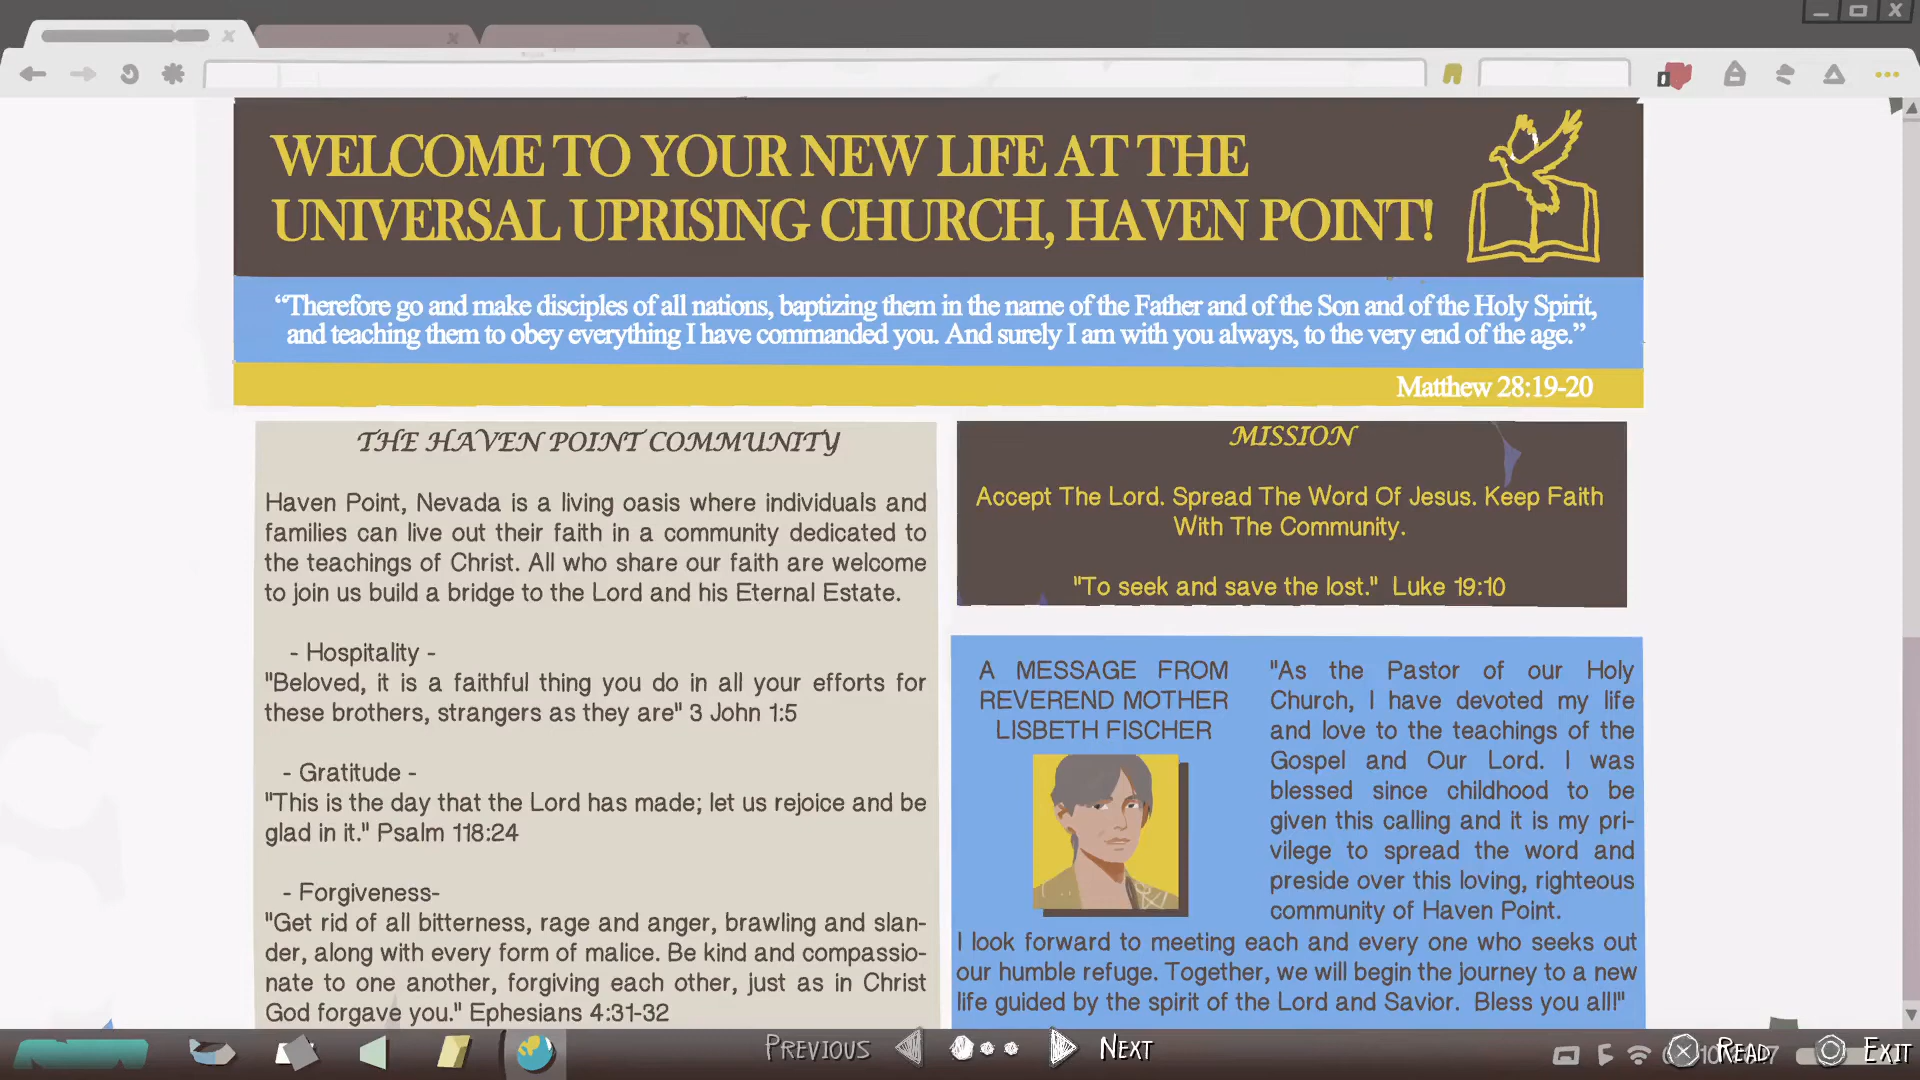 WELCOME TO YOUR NEW LIFE AT THE
UNIVERSAL UPRISING CHURCH, HAVEN POINT!
“Therefore go and make disciples of all nations, baptizing them in the name of the Father and of the Son and of the Holy Spirit,
and teaching them to obey everything I have commanded you. And surely I am with you always, to the very end of the age.”
Matthew 28:19-20
THE HAVEN POINT COMMUNITY
Haven Point, Nevada is a living oasis where individuals and
families can live out their faith in a community dedicated to
the teachings of Christ. All who share our faith are welcome
to join us build a bridge to the Lord and his Eternal Estate.
- Hospitality -
"Beloved, it is a faithful thing you do in all your efforts for
these brothers, strangers as they are" 3 John 1:5
- Gratitude -
"This is the day that the Lord has made; let us rejoice and be
glad in it." Psalm 118:24
- Forgiveness-
"Get rid of all bitterness, rage and anger, brawling and slan-
der, along with every form of malice. Be kind and compassio-
nate to one another, forgiving each other, just as in Christ
God forgave you." Ephesians 4:31-32
MISSION
Accept The Lord. Spread The Word Of Jesus. Keep Faith
With The Community.
"To seek and save the lost." Luke 19:10
A MESSAGE FROM
REVEREND MOTHER
LISBETH FISCHER
"As the Pastor of our Holy
Church, I have devoted my life
and love to the teachings of the
Gospel and Our Lord. I was
blessed since childhood to be
given this calling and it is my pri-
vilege to spread the word and
preside over this loving, righteous
community of Haven Point.
I look forward to meeting each and every one who seeks out
our humble refuge. Together, we will begin the journey to a new
life guided by the spirit of the Lord and Savior. Bless you all!"
PREVIOUS
NEXT
READ
EXIT